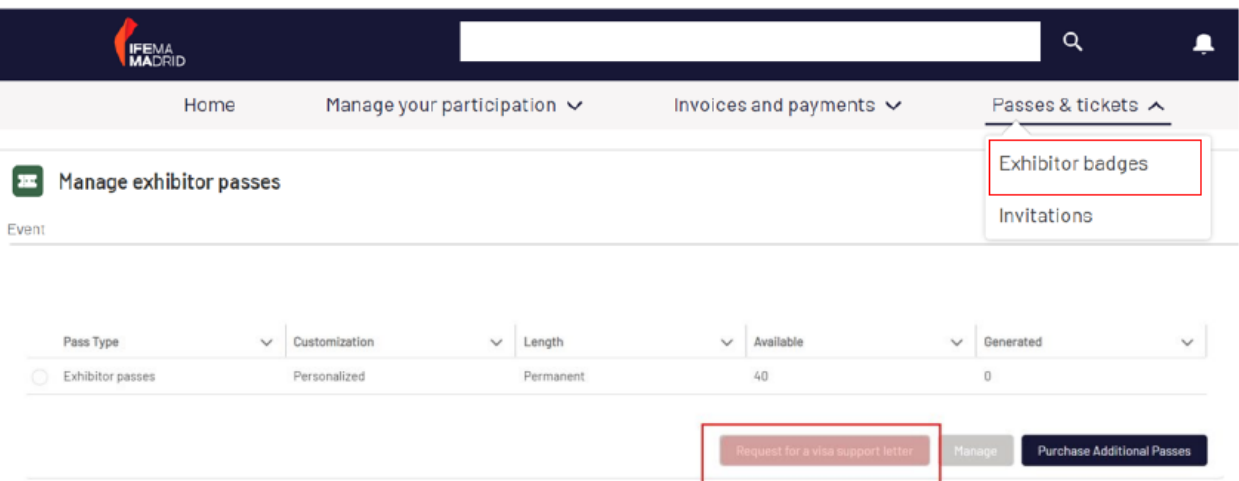 IFEMA
MADRID
Home Manage your participation Invoices and payments Passes & tickets
Exhibitor badges
Invitations
Manage exhibitor passes
Event
Pass Type Customization Length Available Generated
Exhibitor passes Personalized Permanent 40 0
Request for a visa support letter Manage Purchase Additional Passes